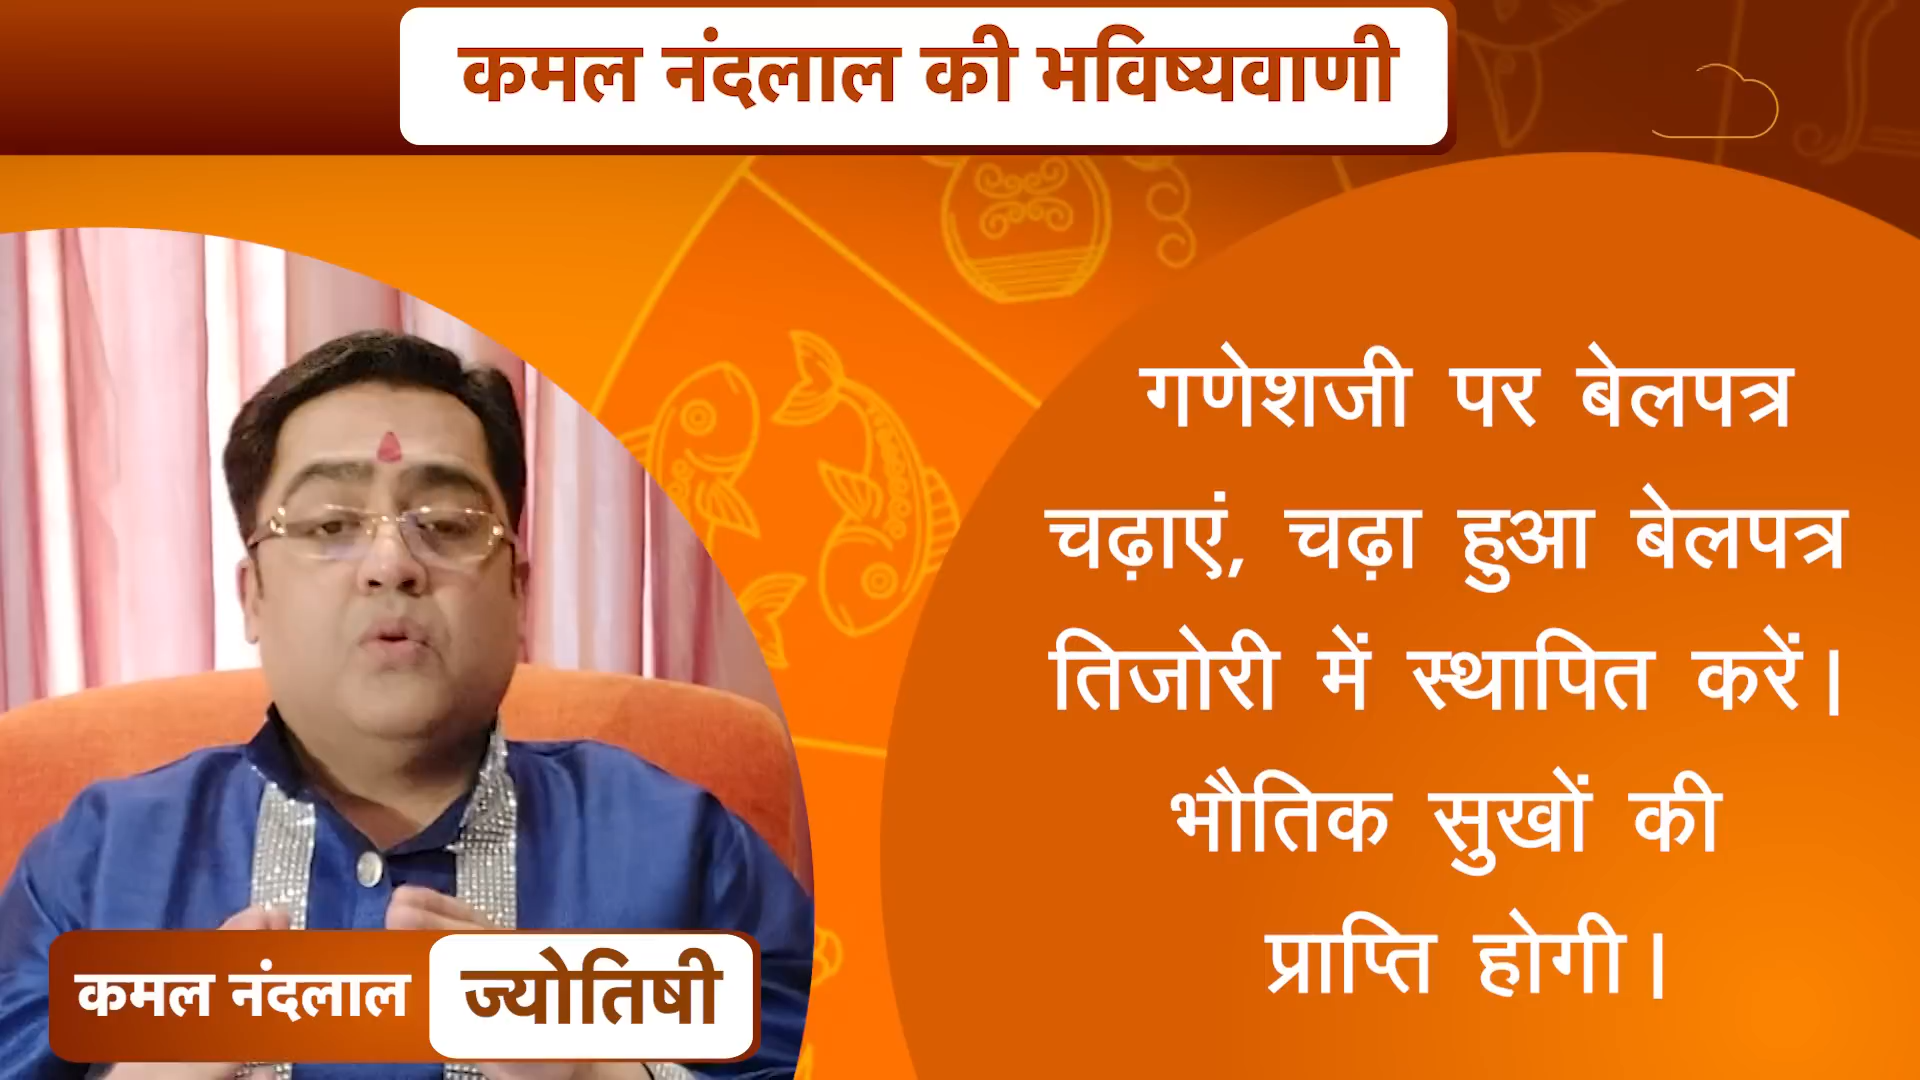 कमल नंदलाल की भविष्यवाणी
गणेशजी पर बेलपत्र
चढ़ाएं, चढ़ा हुआ बेलपत्र
तिजोरी में स्थापित करें।
भौतिक सुखों की
प्राप्ति होगी।
कमल नंदलाल ज्योतिषी